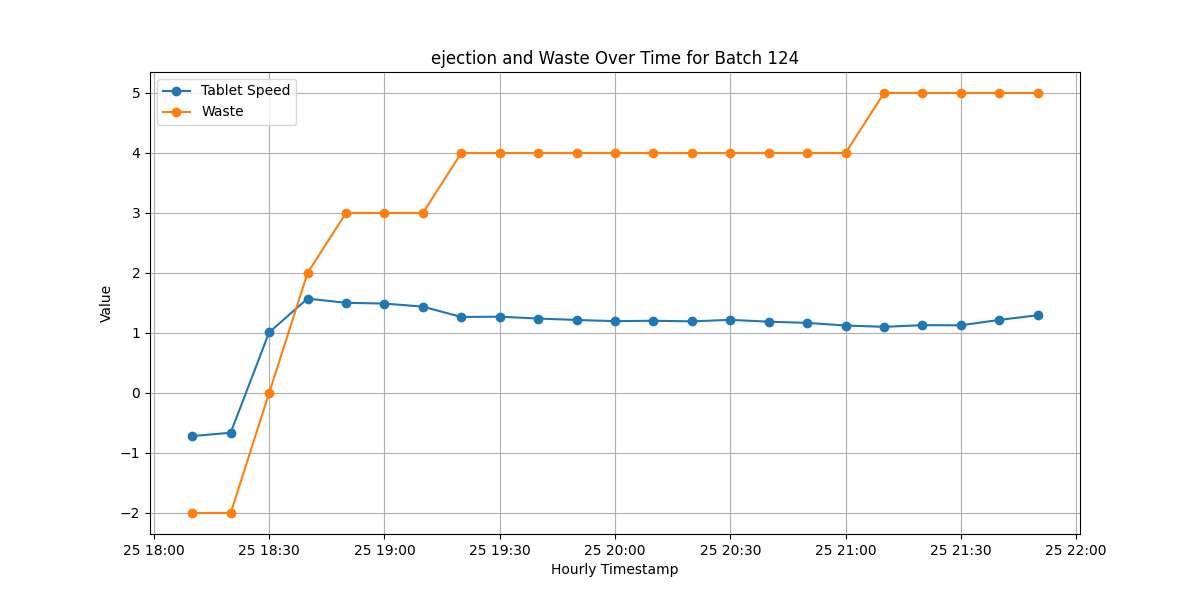 ejection and Waste Over Time for Batch 124
Tablet Speed
Waste
Value
5
4
3
2
1
0
−1
−2
25 18:00 25 18:30 25 19:00 25 19:30 25 20:00 25 20:30 25 21:00 25 21:30 25 22:00
Hourly Timestamp